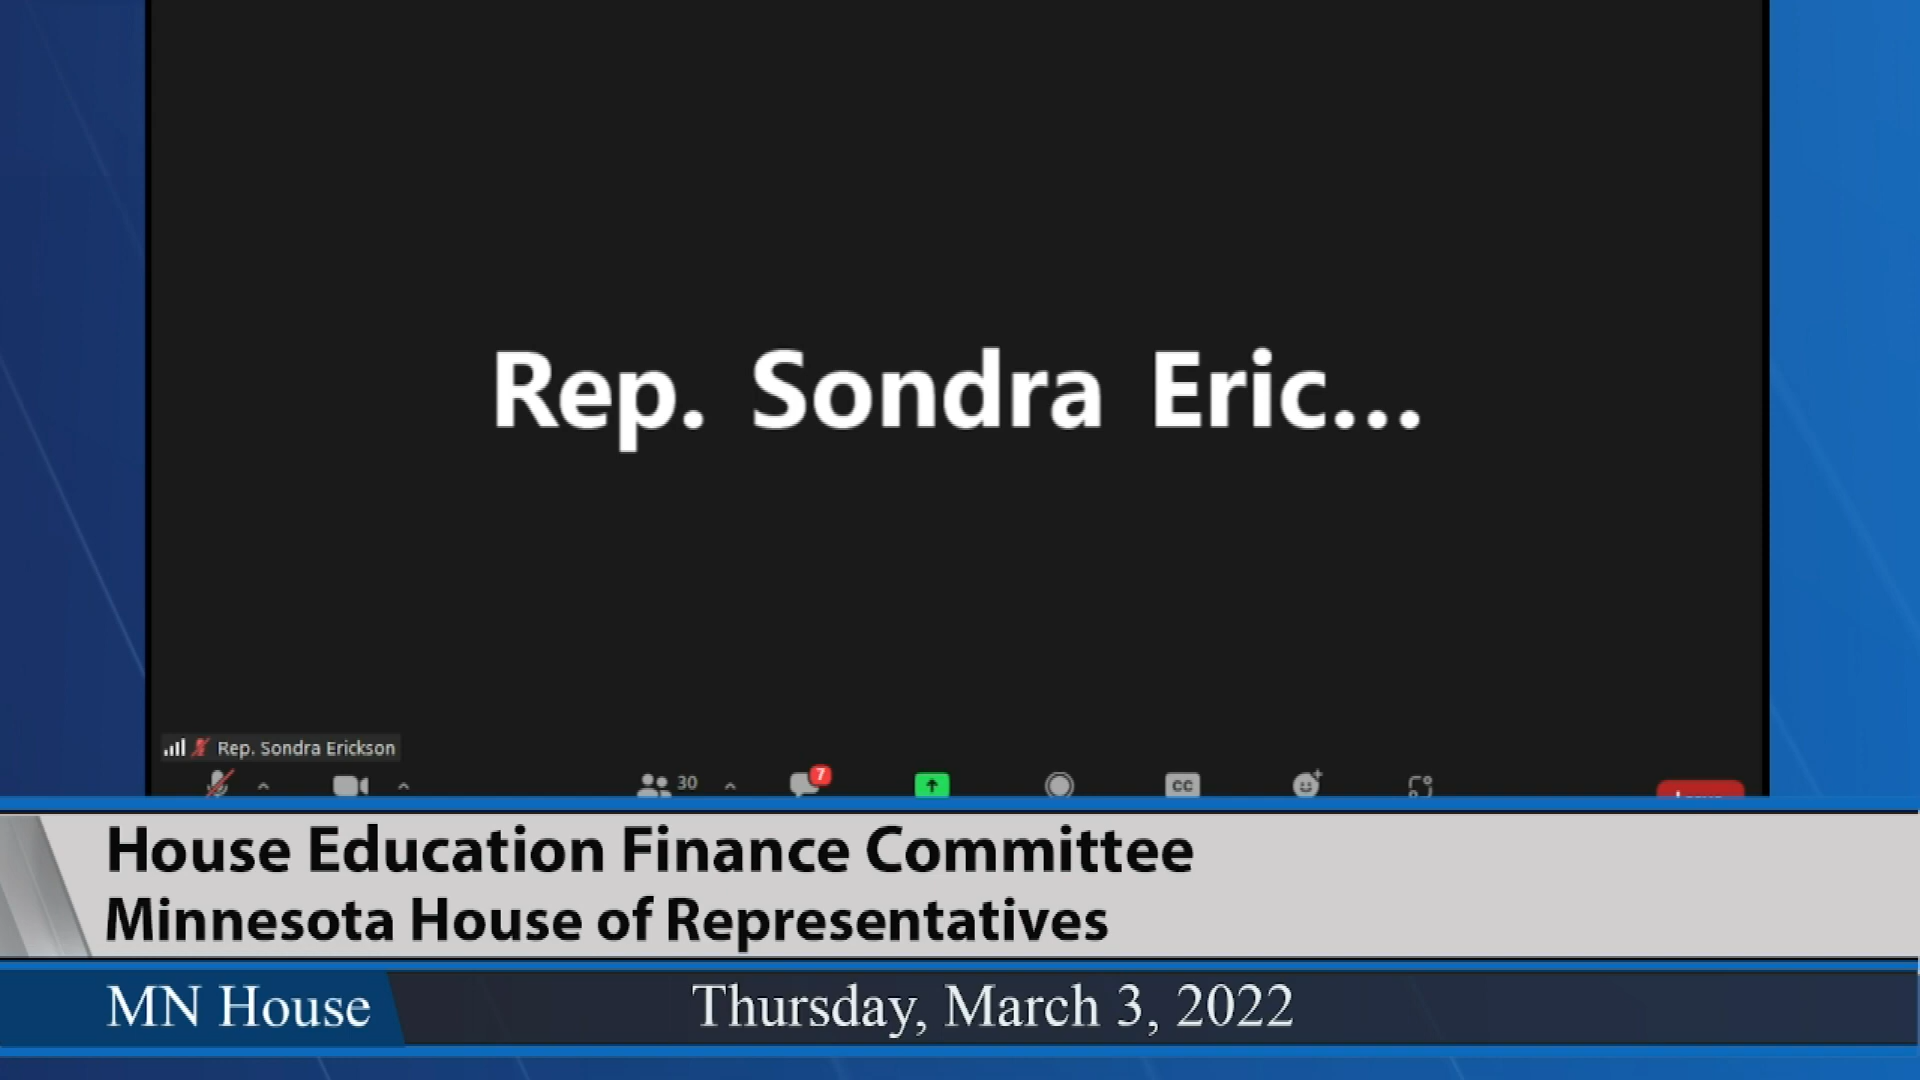 Rep. Sondra Eric...
Rep. Sondra Erickson
30
7
CC
House Education Finance Committee
Minnesota House of Representatives
MN House
Thursday, March 3, 2022